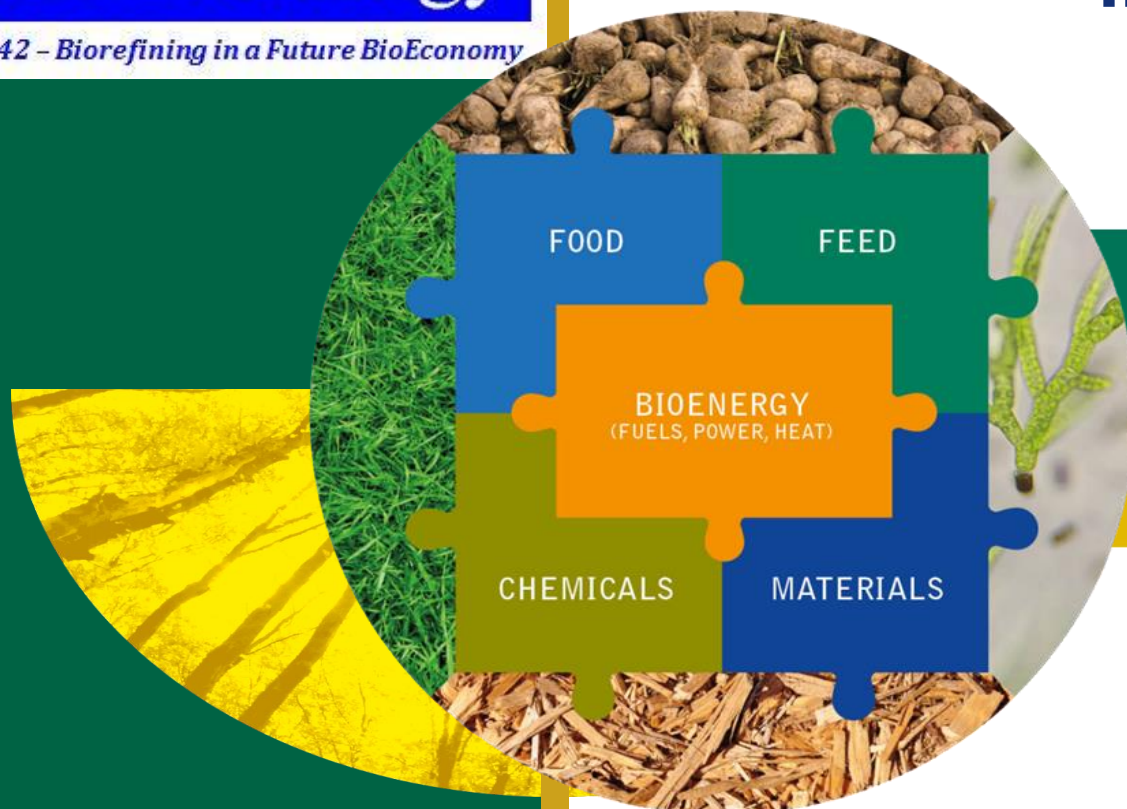 42 – Biorefining in a Future BioEconomy
FOOD
FEED
BIOENERGY
(FUELS, POWER, HEAT)
CHEMICALS
MATERIALS